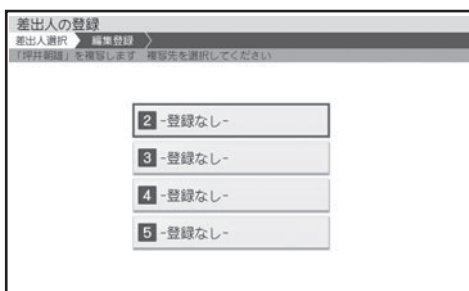 差出人の登録
差出人選択 編集登録
「坪井朝雄」を複写します 複写先を選択してください
2 -登録なし-
3 -登録なし-
4 -登録なし-
5 -登録なし-